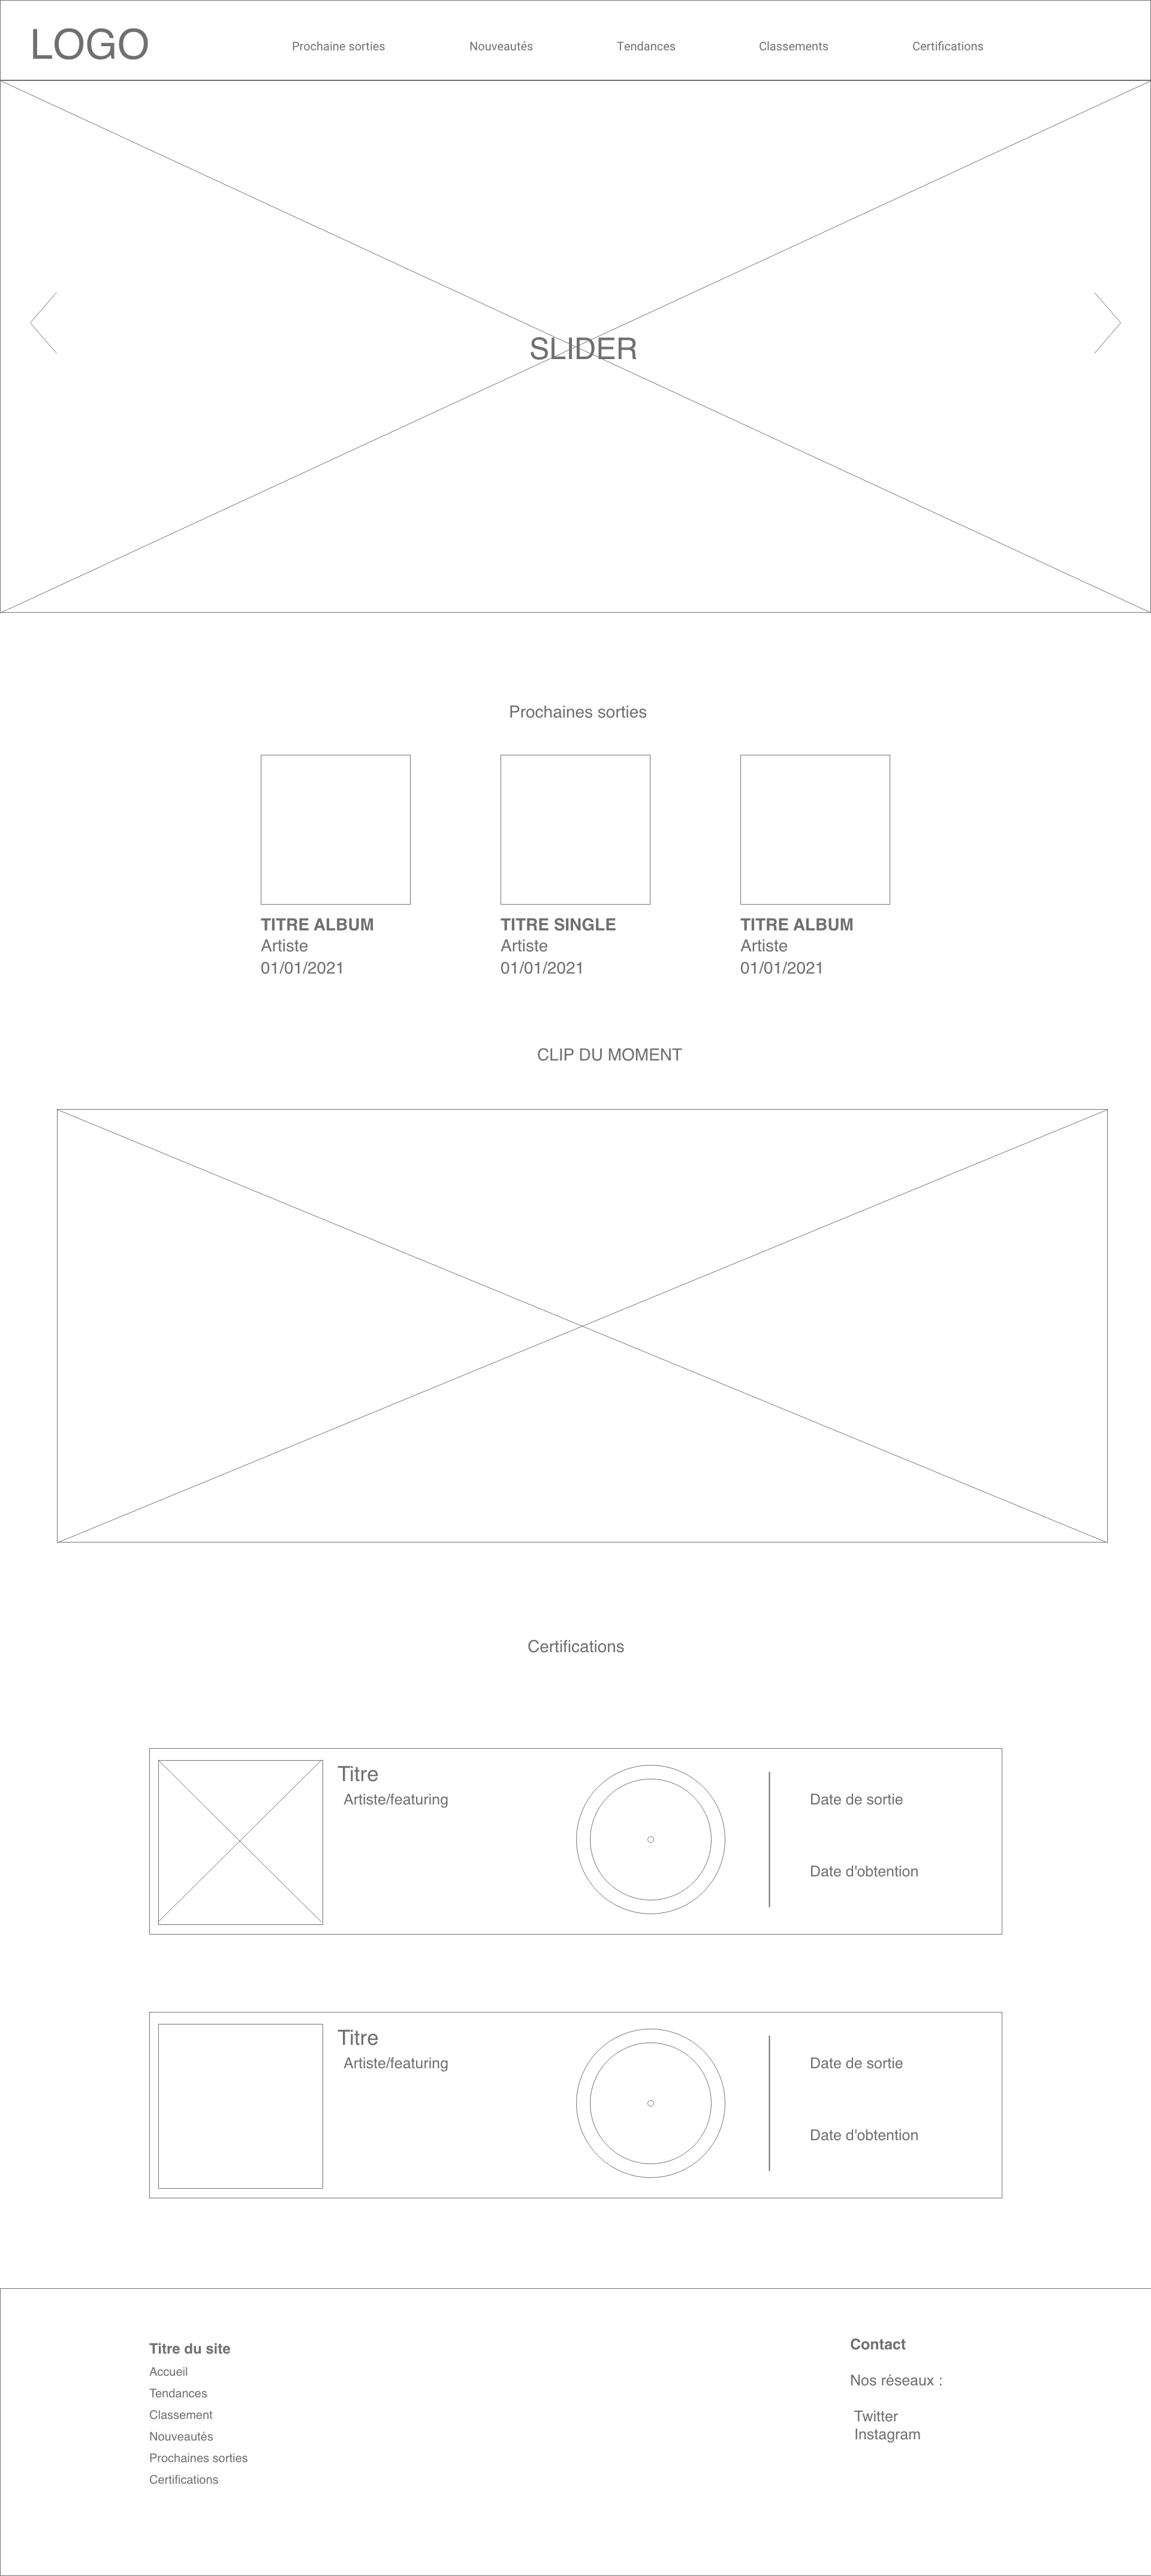 LOGO
Prochaine sorties
Nouveautés
Tendances
Classements
Certifications
SLIDER
Prochaines sorties
TITRE ALBUM
Artiste
01/01/2021
TITRE SINGLE
Artiste
01/01/2021
TITRE ALBUM
Artiste
01/01/2021
CLIP DU MOMENT
Certifications
Titre
Artiste/featuring
Date de sortie
Date d'obtention
Titre
Artiste/featuring
Date de sortie
Date d'obtention
Titre du site
Accueil
Tendances
Classement
Nouveautés
Prochaines sorties
Certifications
Contact
Nos réseaux :
Twitter
Instagram